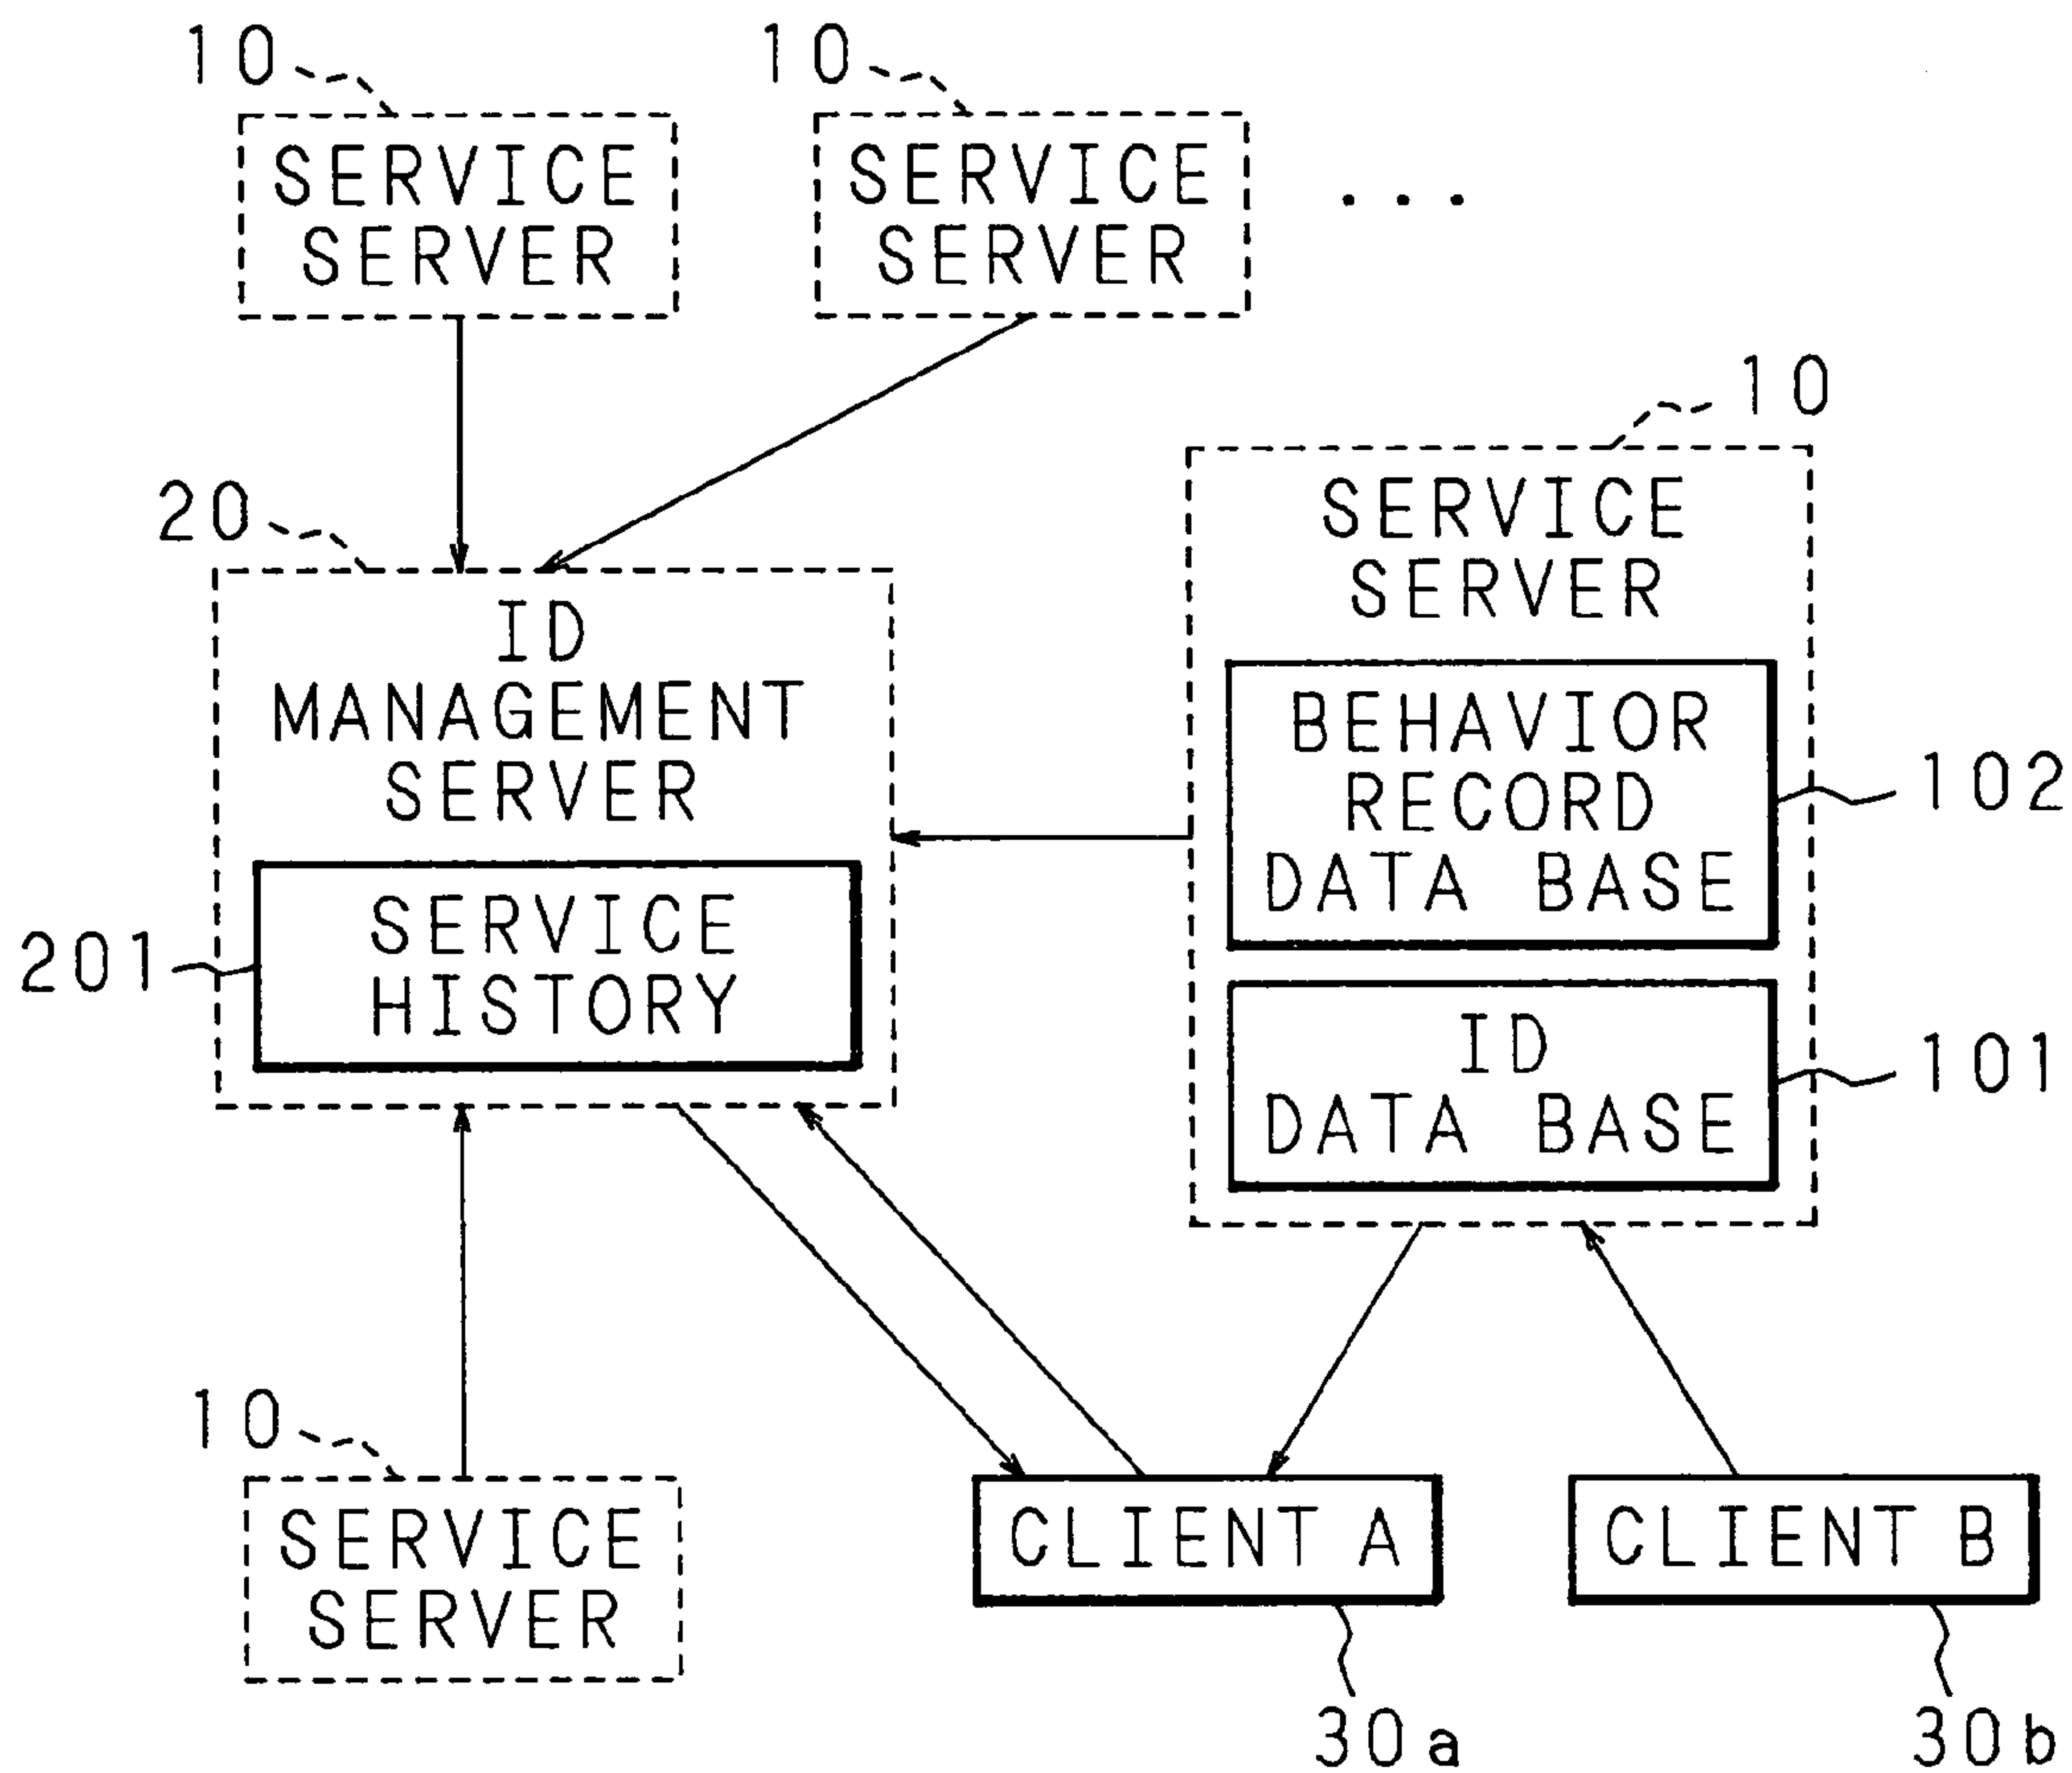 10
10
SERVICE
SERVER
SERVICE
SERVER
...
10
20
SERVICE
SERVER
ID
MANAGEMENT
SERVER
BEHAVIOR
RECORD
DATA BASE
102
SERVICE
HISTORY
201
ID
DATA BASE
101
10
SERVICE
SERVER
CLIENT A
CLIENT B
30a
30b